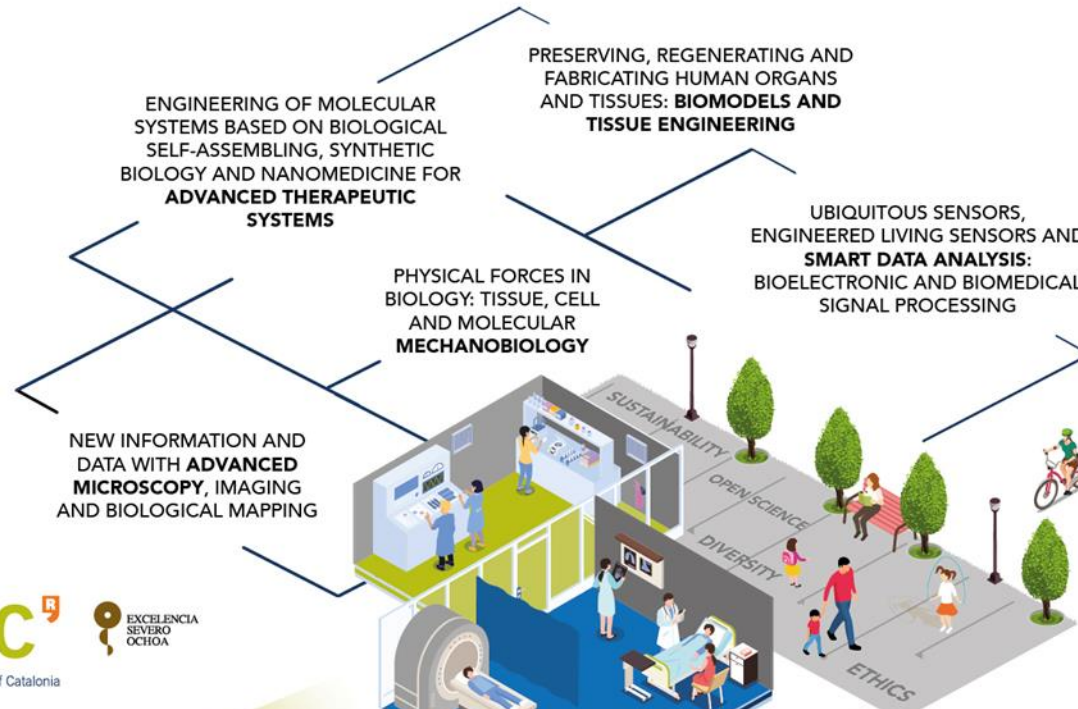 PRESERVING, REGENERATING AND
FABRICATING HUMAN ORGANS
AND TISSUES: BIOMODELS AND
TISSUE ENGINEERING
ENGINEERING OF MOLECULAR
SYSTEMS BASED ON BIOLOGICAL
SELF-ASSEMBLING, SYNTHETIC
BIOLOGY AND NANOMEDICINE FOR
ADVANCED THERAPEUTIC
SYSTEMS
UBIQUITOUS SENSORS,
ENGINEERED LIVING SENSORS AND
SMART DATA ANALYSIS:
BIOELECTRONIC AND BIOMEDICAL
SIGNAL PROCESSING
PHYSICAL FORCES IN
BIOLOGY: TISSUE, CELL
AND MOLECULAR
MECHANOBIOLOGY
NEW INFORMATION AND
DATA WITH ADVANCED
MICROSCOPY, IMAGING
AND BIOLOGICAL MAPPING
SUSTAINABILITY
OPEN SCIENCE
DIVERSITY
ETHICS
C
R
f Catalonia
EXCELENCIA
SEVERO
OCHOA